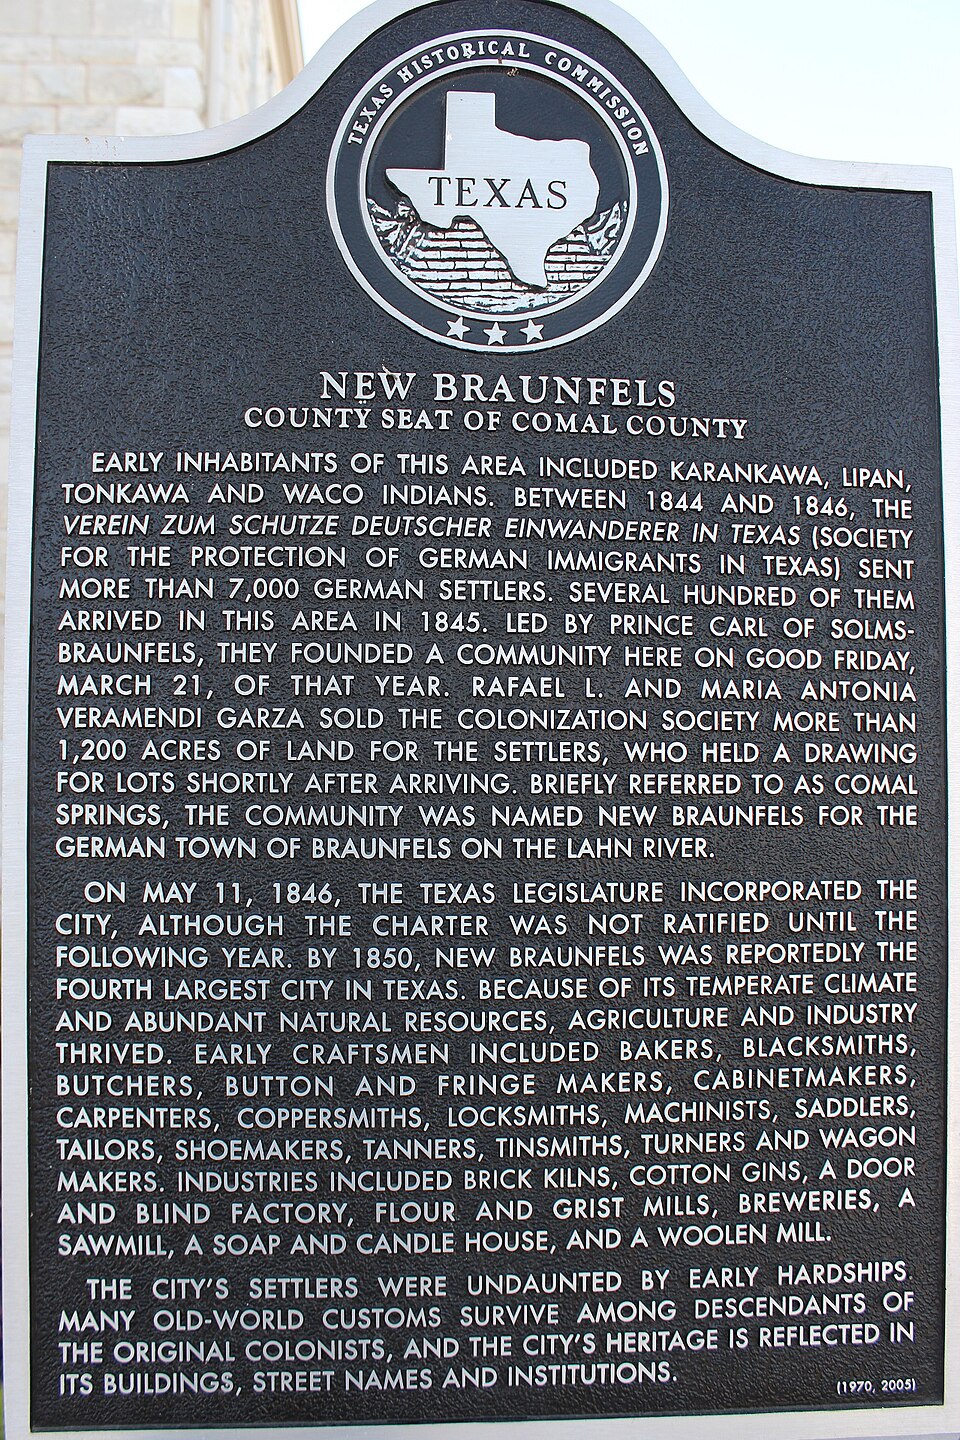 TEXAS HISTORICAL COMMISSION
TEXAS
NEW BRAUNFELS
COUNTY SEAT OF COMAL COUNTY
EARLY INHABITANTS OF THIS AREA INCLUDED KARANKAWA, LIPAN,
TONKAWA AND WACO INDIANS. BETWEEN 1844 AND 1846, THE
VEREIN ZUM SCHUTZE DEUTSCHER EINWANDERER IN TEXAS (SOCIETY
FOR THE PROTECTION OF GERMAN IMMIGRANTS IN TEXAS) SENT
MORE THAN 7,000 GERMAN SETTLERS. SEVERAL HUNDRED OF THEM
ARRIVED IN THIS AREA IN 1845. LED BY PRINCE CARL OF SOLMS-
BRAUNFELS, THEY FOUNDED A COMMUNITY HERE ON GOOD FRIDAY,
MARCH 21, OF THAT YEAR. RAFAEL L. AND MARIA ANTONIA
VERAMENDI GARZA SOLD THE COLONIZATION SOCIETY MORE THAN
1,200 ACRES OF LAND FOR THE SETTLERS, WHO HELD A DRAWING
FOR LOTS SHORTLY AFTER ARRIVING. BRIEFLY REFERRED TO AS COMAL
SPRINGS, THE COMMUNITY WAS NAMED NEW BRAUNFELS FOR THE
GERMAN TOWN OF BRAUNFELS ON THE LAHN RIVER.
ON MAY 11, 1846, THE TEXAS LEGISLATURE INCORPORATED THE
CITY, ALTHOUGH THE CHARTER WAS NOT RATIFIED UNTIL THE
FOLLOWING YEAR. BY 1850, NEW BRAUNFELS WAS REPORTEDLY THE
FOURTH LARGEST CITY IN TEXAS. BECAUSE OF ITS TEMPERATE CLIMATE
AND ABUNDANT NATURAL RESOURCES, AGRICULTURE AND INDUSTRY
THRIVED. EARLY CRAFTSMEN INCLUDED BAKERS, BLACKSMITHS,
BUTCHERS, BUTTON AND FRINGE MAKERS, CABINETMAKERS,
CARPENTERS, COPPERSMITHS, LOCKSMITHS, MACHINISTS, SADDLERS,
TAILORS, SHOEMAKERS, TANNERS, TINSMITHS, TURNERS AND WAGON
MAKERS. INDUSTRIES INCLUDED BRICK KILNS, COTTON GINS, A DOOR
AND BLIND FACTORY, FLOUR AND GRIST MILLS, BREWERIES, A
SAWMILL, A SOAP AND CANDLE HOUSE, AND A WOOLEN MILL.
THE CITY'S SETTLERS WERE UNDAUNTED BY EARLY HARDSHIPS.
MANY OLD-WORLD CUSTOMS SURVIVE AMONG DESCENDANTS OF
THE ORIGINAL COLONISTS, AND THE CITY'S HERITAGE IS REFLECTED IN
ITS BUILDINGS, STREET NAMES AND INSTITUTIONS.
(1970, 2005)